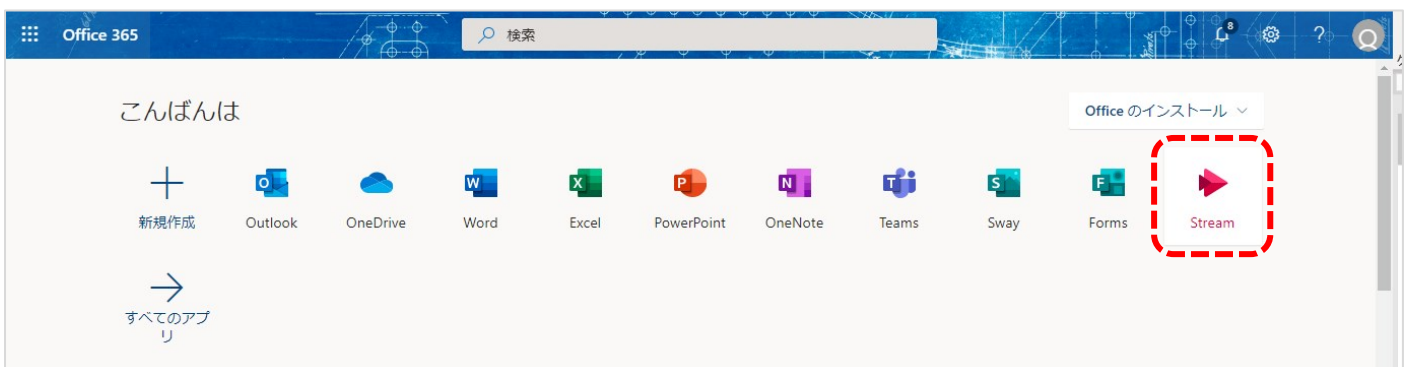 Office 365
検索
8
?
こんばんは
Office のインストール
新規作成
Outlook
OneDrive
Word
Excel
PowerPoint
OneNote
Teams
Sway
Forms
Stream
すべてのアプ
リ